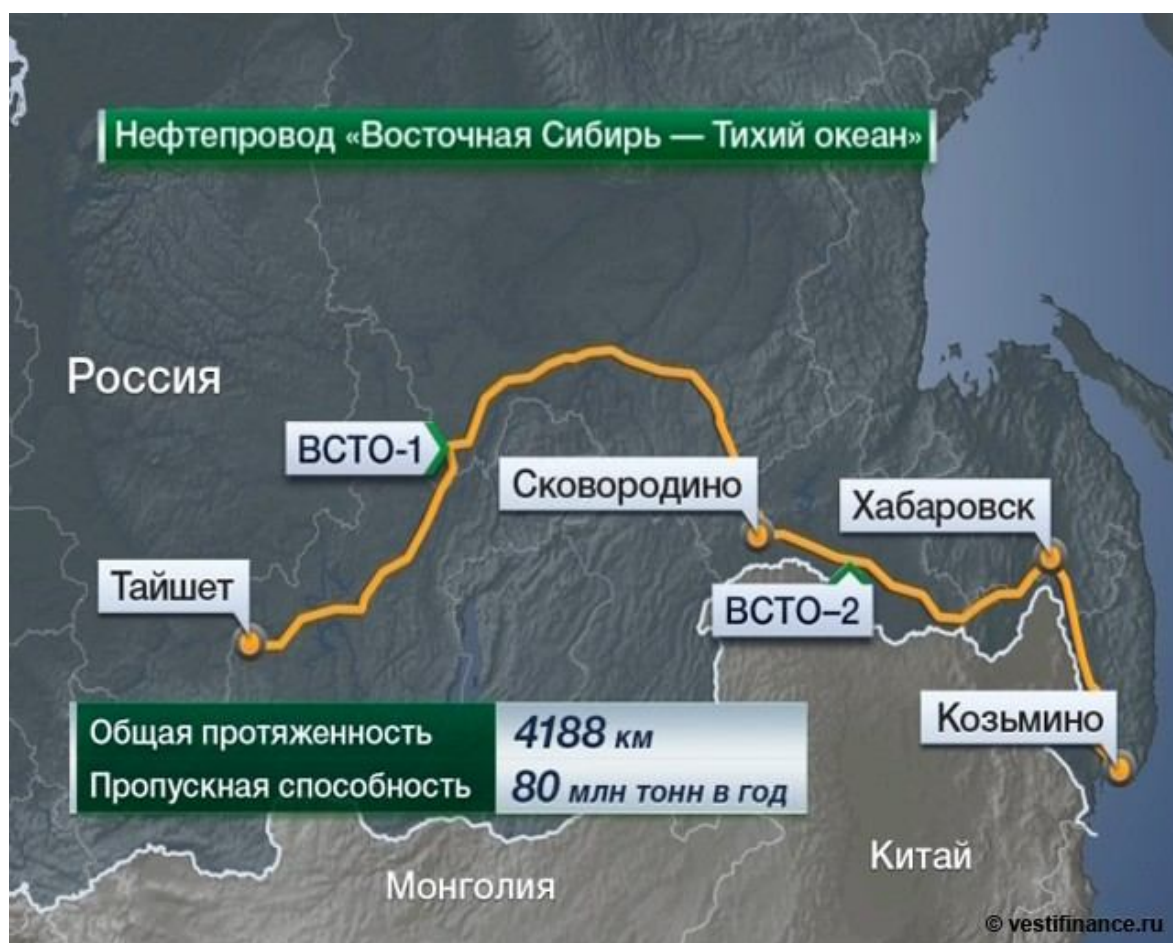 Нефтепровод «Восточная Сибирь — Тихий океан»
Россия
ВСТО-1
Сковородино
Хабаровск
Тайшет
ВСТО–2
Козьмино
Общая протяженность 4188 км
Пропускная способность 80 млн тонн в год
Китай
Монголия
© vestifinance.ru